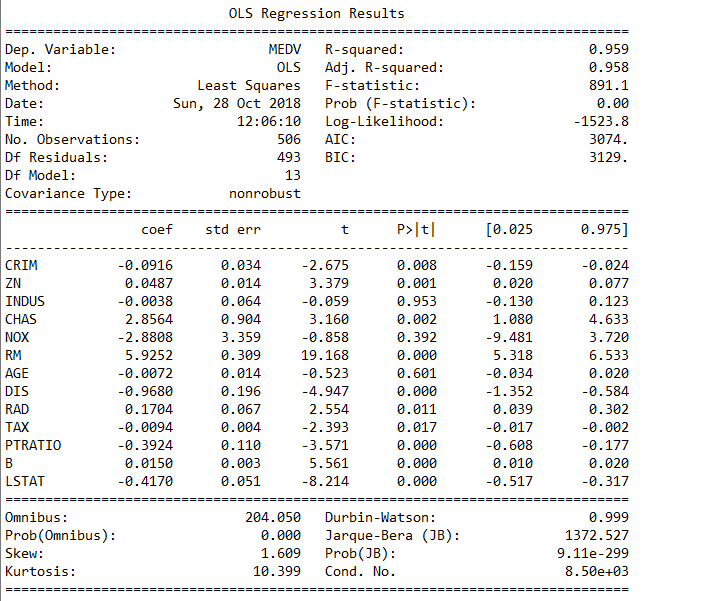 OLS Regression Results
==============================================================================
Dep. Variable: MEDV R-squared: 0.959
Model: OLS Adj. R-squared: 0.958
Method: Least Squares F-statistic: 891.1
Date: Sun, 28 Oct 2018 Prob (F-statistic): 0.00
Time: 12:06:10 Log-Likelihood: -1523.8
No. Observations: 506 AIC: 3074.
Df Residuals: 493 BIC: 3129.
Df Model: 13
Covariance Type: nonrobust
==============================================================================
coef std err t P>|t| [0.025 0.975]
------------------------------------------------------------------------------
CRIM -0.0916 0.034 -2.675 0.008 -0.159 -0.024
ZN 0.0487 0.014 3.379 0.001 0.020 0.077
INDUS -0.0038 0.064 -0.059 0.953 -0.130 0.123
CHAS 2.8564 0.904 3.160 0.002 1.080 4.633
NOX -2.8808 3.359 -0.858 0.392 -9.481 3.720
RM 5.9252 0.309 19.168 0.000 5.318 6.533
AGE -0.0072 0.014 -0.523 0.601 -0.034 0.020
DIS -0.9680 0.196 -4.947 0.000 -1.352 -0.584
RAD 0.1704 0.067 2.554 0.011 0.039 0.302
TAX -0.0094 0.004 -2.393 0.017 -0.017 -0.002
PTRATIO -0.3924 0.110 -3.571 0.000 -0.608 -0.177
B 0.0150 0.003 5.561 0.000 0.010 0.020
LSTAT -0.4170 0.051 -8.214 0.000 -0.517 -0.317
==============================================================================
Omnibus: 204.050 Durbin-Watson: 0.999
Prob(Omnibus): 0.000 Jarque-Bera (JB): 1372.527
Skew: 1.609 Prob(JB): 9.11e-299
Kurtosis: 10.399 Cond. No. 8.50e+03
==============================================================================